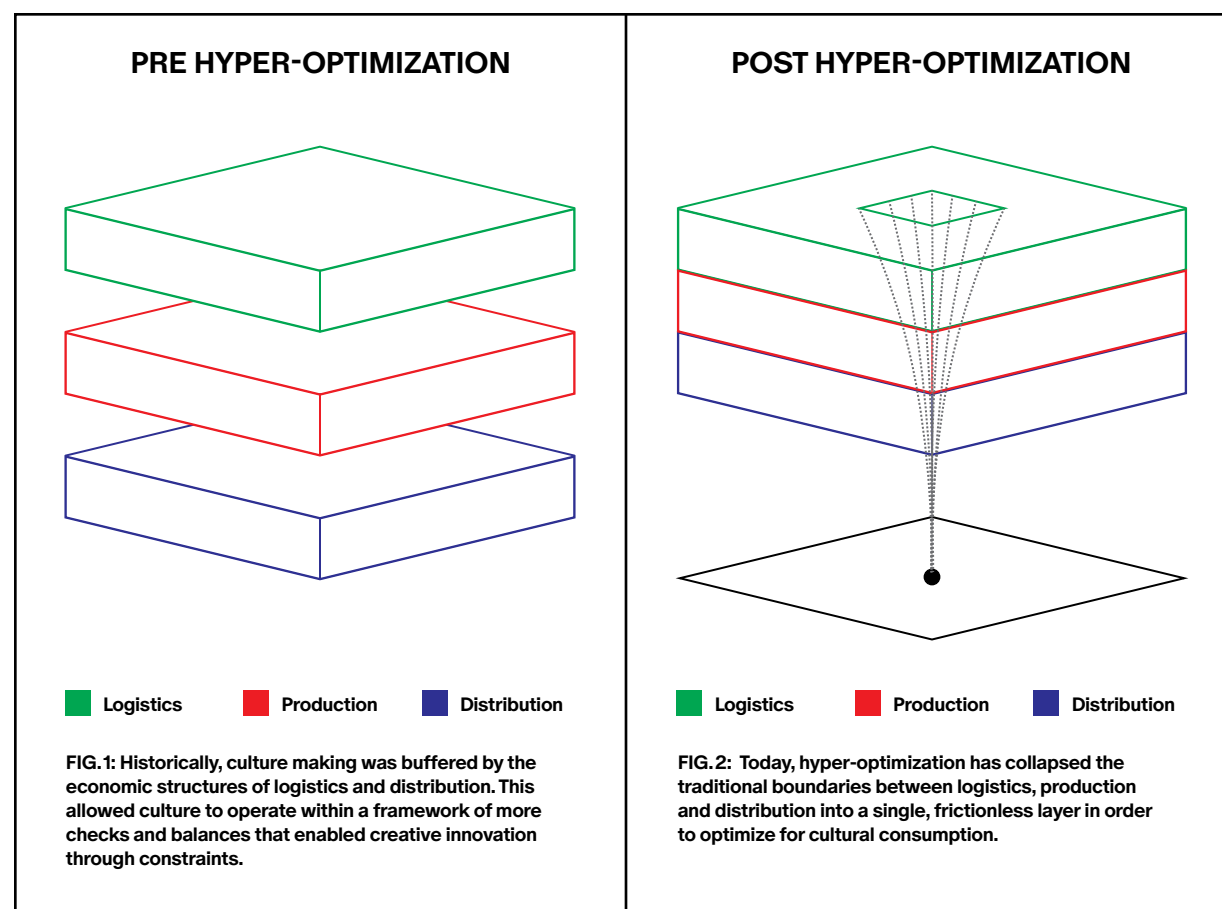 PRE HYPER-OPTIMIZATION
Logistics
Production
Distribution
FIG.1: Historically, culture making was buffered by the
economic structures of logistics and distribution. This
allowed culture to operate within a framework of more
checks and balances that enabled creative innovation
through constraints.
POST HYPER-OPTIMIZATION
Logistics
Production
Distribution
FIG.2: Today, hyper-optimization has collapsed the
traditional boundaries between logistics, production
and distribution into a single, frictionless layer in order
to optimize for cultural consumption.